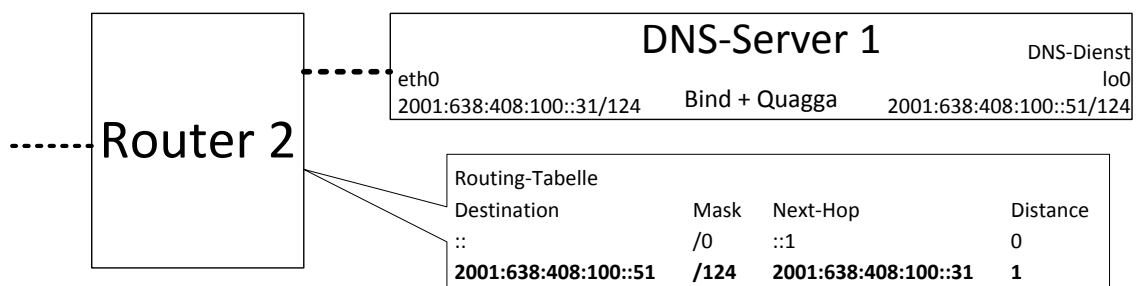 Router 2
DNS-Server 1
DNS-Dienst
eth0
lo0
2001:638:408:100::31/124
Bind + Quagga
2001:638:408:100::51/124
Routing-Tabelle
Destination Mask Next-Hop Distance
:: /0 ::1 0
2001:638:408:100::51 /124 2001:638:408:100::31 1